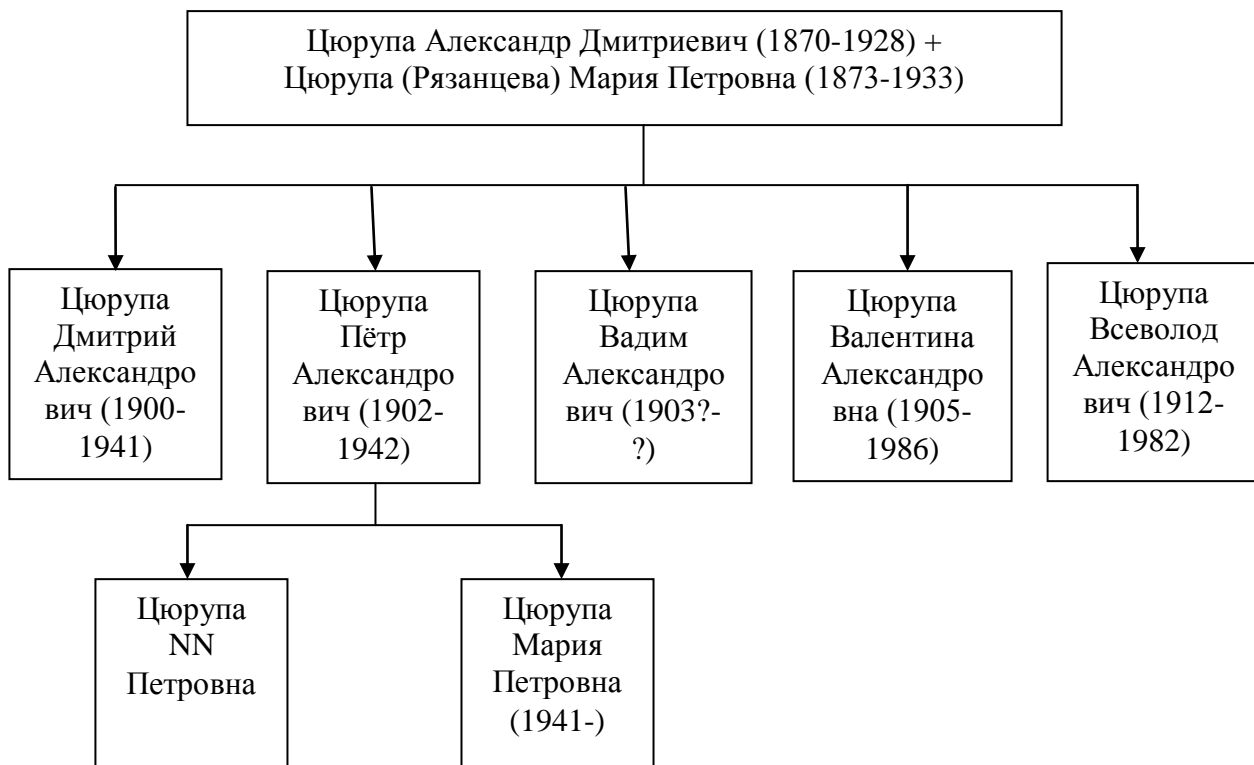 Цюрупа Александр Дмитриевич (1870-1928) +
Цюрупа (Рязанцева) Мария Петровна (1873-1933)
Цюрупа
Дмитрий
Александро
вич (1900-
1941)
Цюрупа
Пётр
Александро
вич (1902-
1942)
Цюрупа
Вадим
Александро
вич (1903?-
?)
Цюрупа
Валентина
Александро
вна (1905-
1986)
Цюрупа
Всеволод
Александро
вич (1912-
1982)
Цюрупа
NN
Петровна
Цюрупа
Мария
Петровна
(1941-)